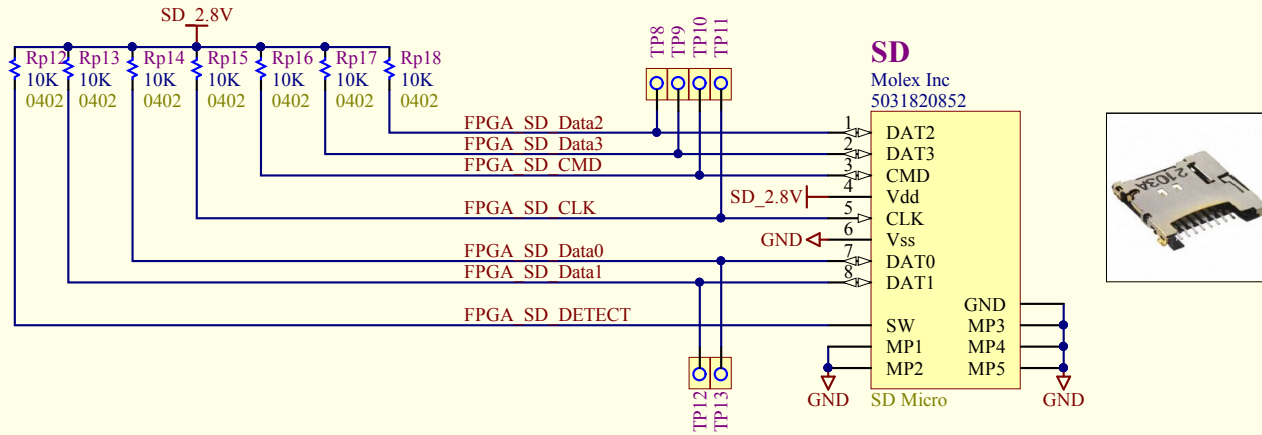 SD_2.8V
Rp12 Rp13 Rp14 Rp15 Rp16 Rp17 Rp18
10K 10K 10K 10K 10K 10K 10K
0402 0402 0402 0402 0402 0402 0402
TP8 TP9 TP10 TP11
SD
Molex Inc
5031820852
FPGA_SD_Data2 1 DAT2
FPGA_SD_Data3 2 DAT3
FPGA_SD_CMD 3 CMD
SD_2.8V 4 Vdd
FPGA_SD_CLK 5 CLK
GND 6 Vss
FPGA_SD_Data0 7 DAT0
FPGA_SD_Data1 8 DAT1
GND
FPGA_SD_DETECT SW MP3
MP1 MP4
MP2 MP5
GND SD Micro GND
TP12 TP13
2103A